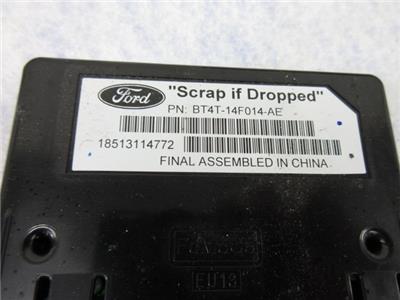 Ford
"Scrap if Dropped"
PN: BT4T-14F014-AE
18513114772
FINAL ASSEMBLED IN CHINA
EU13